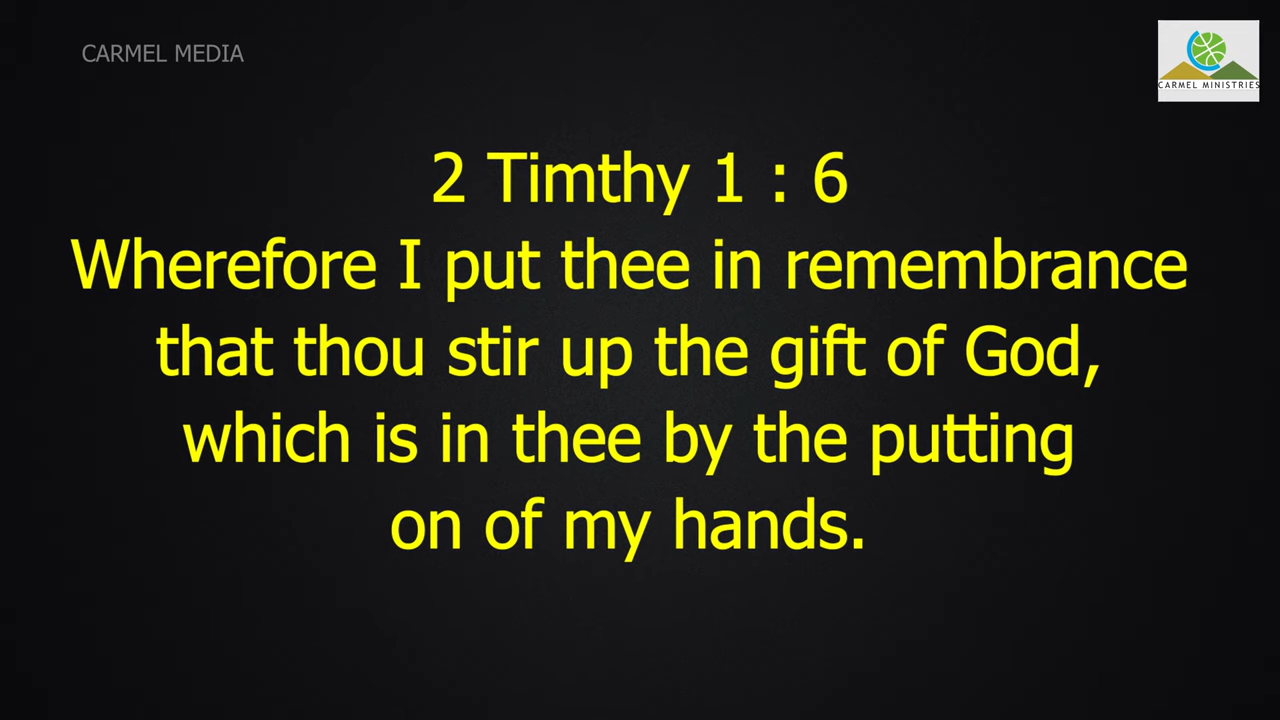 CARMEL MEDIA
CARMEL MINISTRIES
2 Timthy 1 : 6
Wherefore I put thee in remembrance
that thou stir up the gift of God,
which is in thee by the putting
on of my hands.